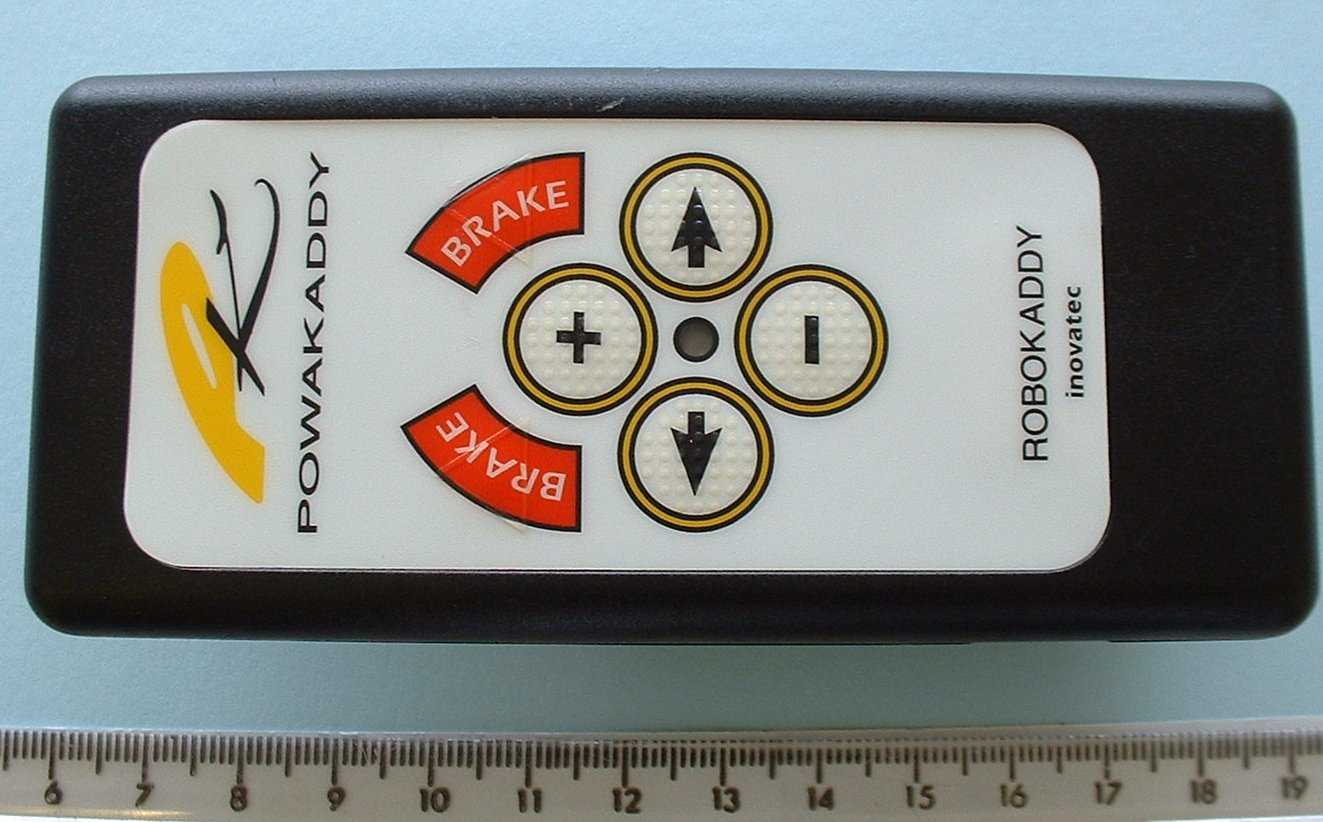 PK
POWAKADDY
BRAKE
BRAKE
+
-
ROBOKADDY
inovatec
6 7 8 9 10 11 12 13 14 15 16 17 18 19